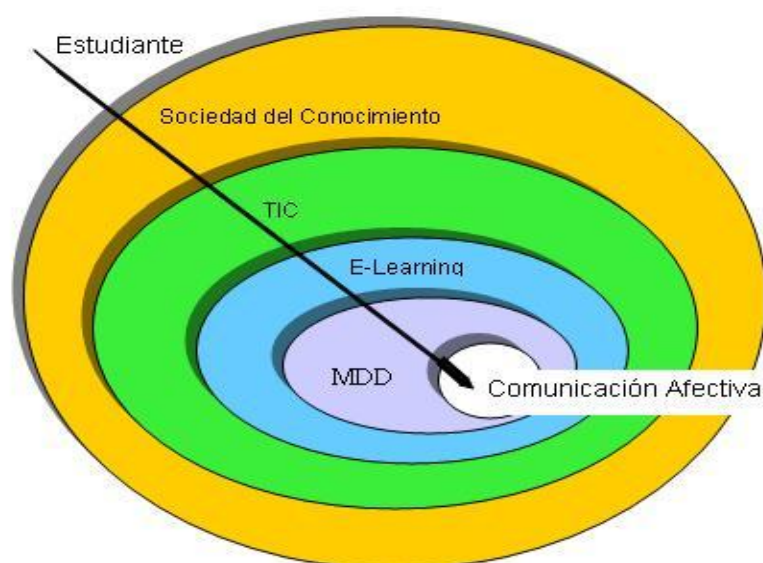 Estudiante
Sociedad del Conocimiento
TIC
E-Learning
MDD
Comunicación Afectiva